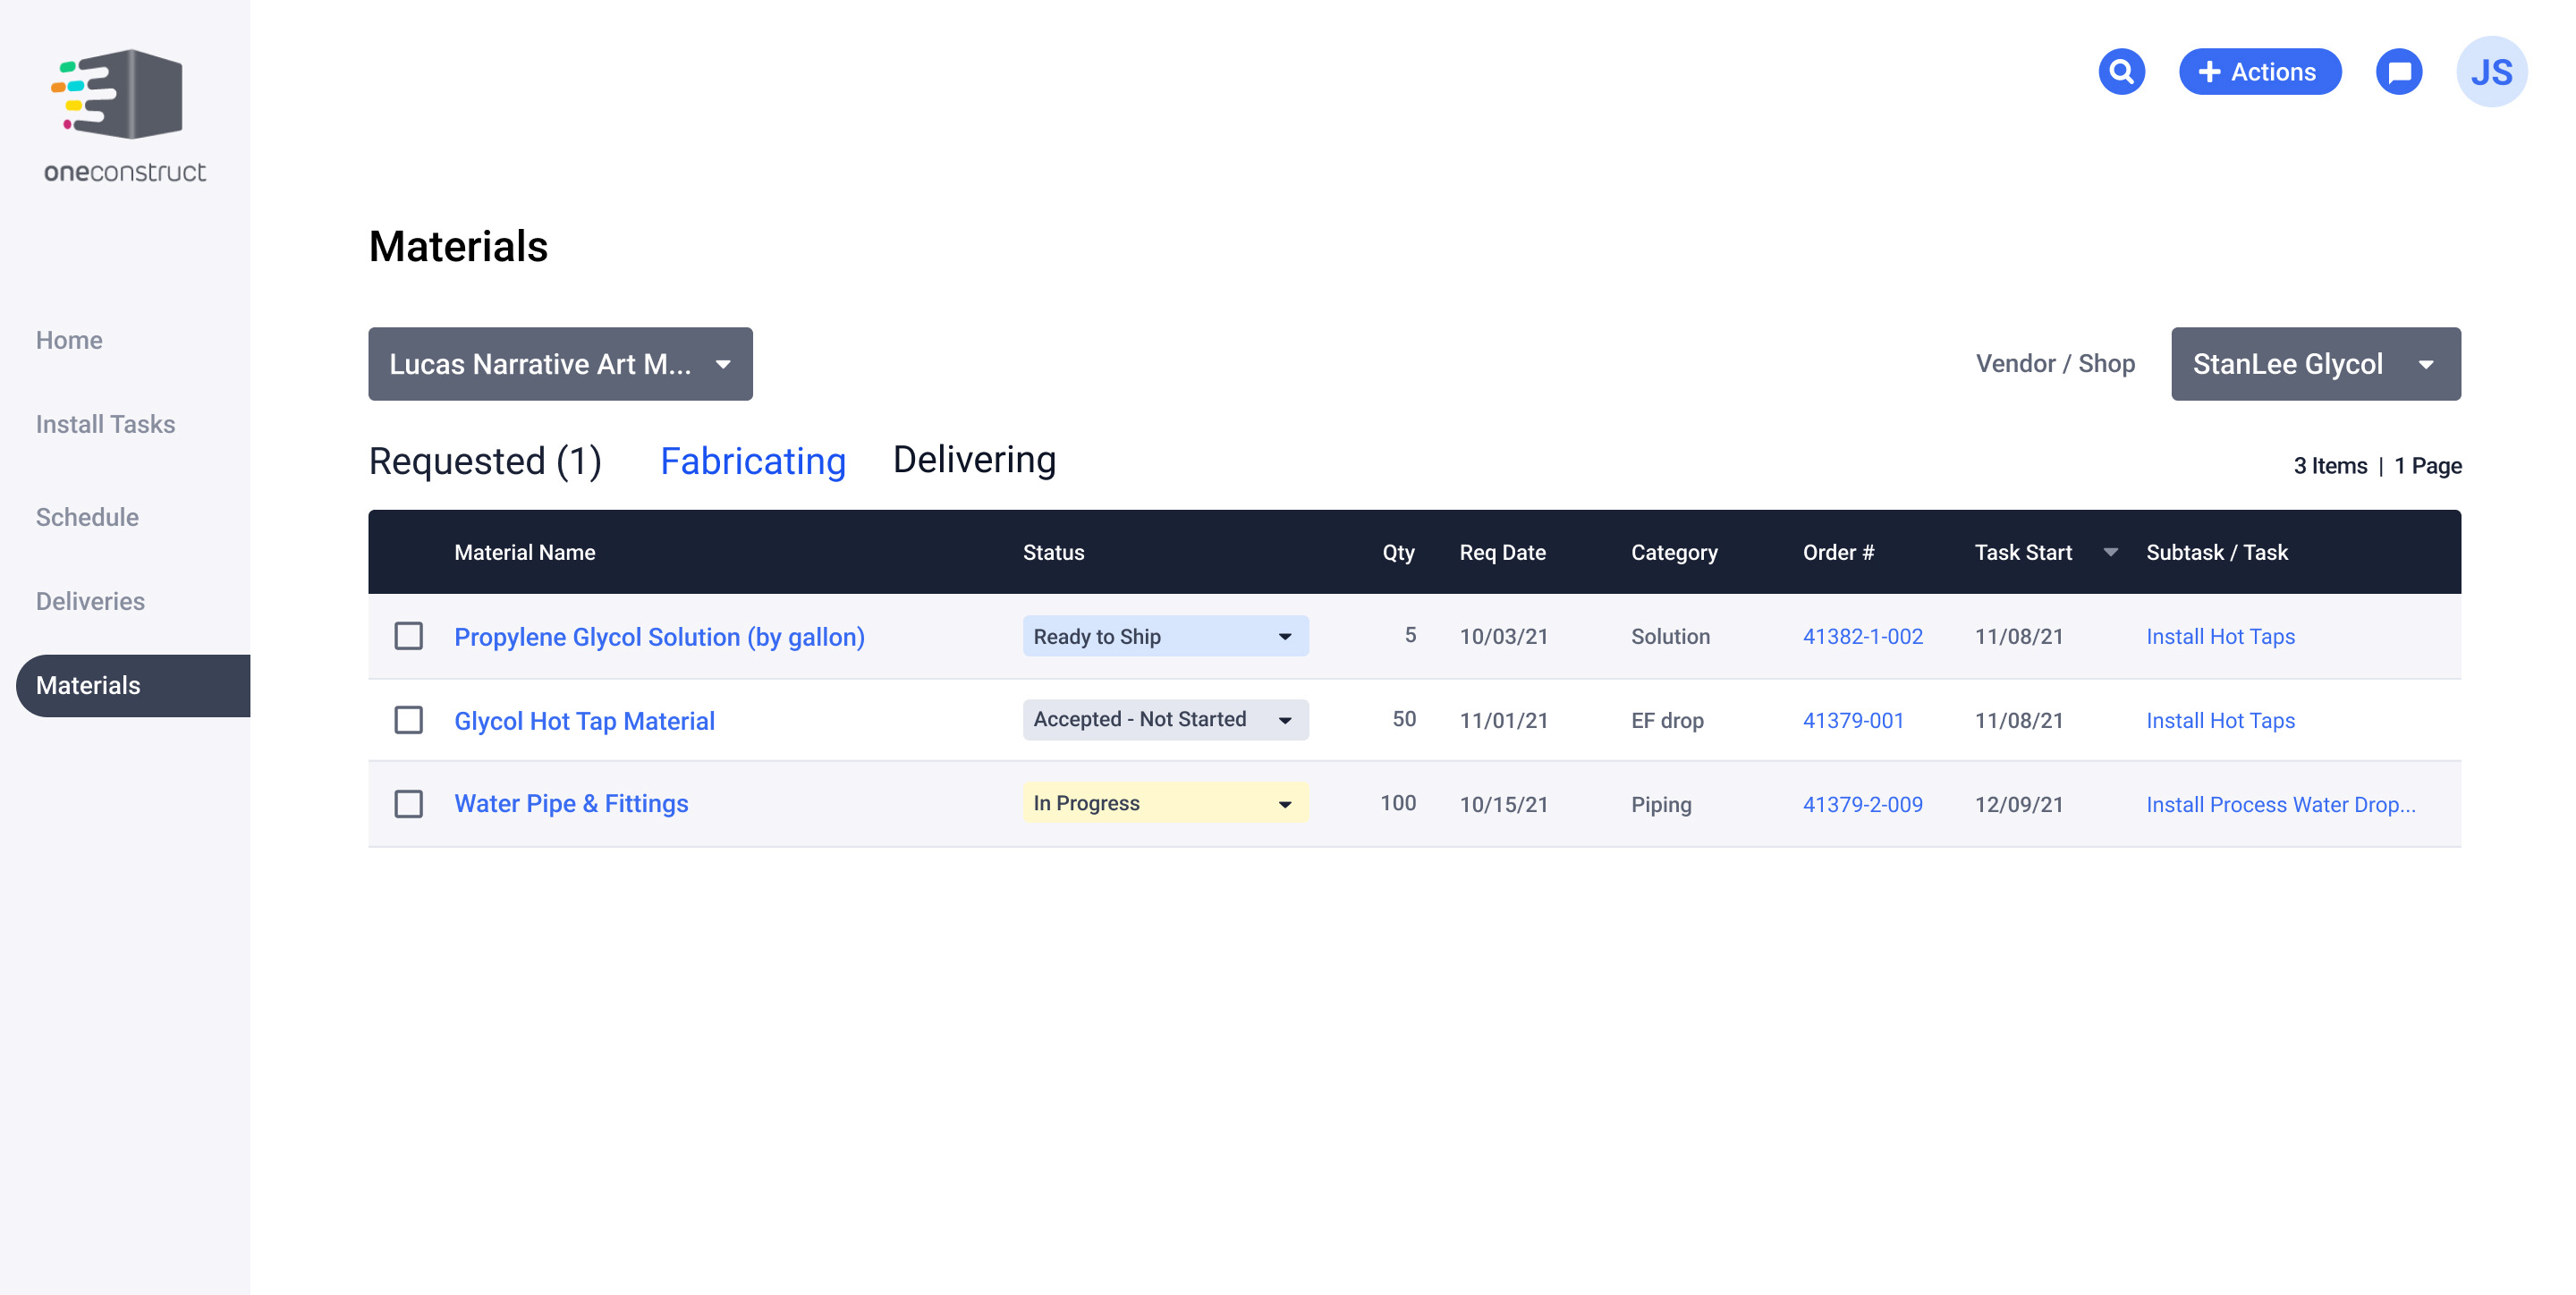 oneconstruct
Actions
JS
Home
Install Tasks
Schedule
Deliveries
Materials
Materials
Lucas Narrative Art M...
Vendor / Shop
StanLee Glycol
Requested (1) Fabricating Delivering
3 Items | 1 Page
Material Name Status Qty Req Date Category Order # Task Start Subtask / Task
Propylene Glycol Solution (by gallon) Ready to Ship 5 10/03/21 Solution 41382-1-002 11/08/21 Install Hot Taps
Glycol Hot Tap Material Accepted - Not Started 50 11/01/21 EF drop 41379-001 11/08/21 Install Hot Taps
Water Pipe & Fittings In Progress 100 10/15/21 Piping 41379-2-009 12/09/21 Install Process Water Drop...